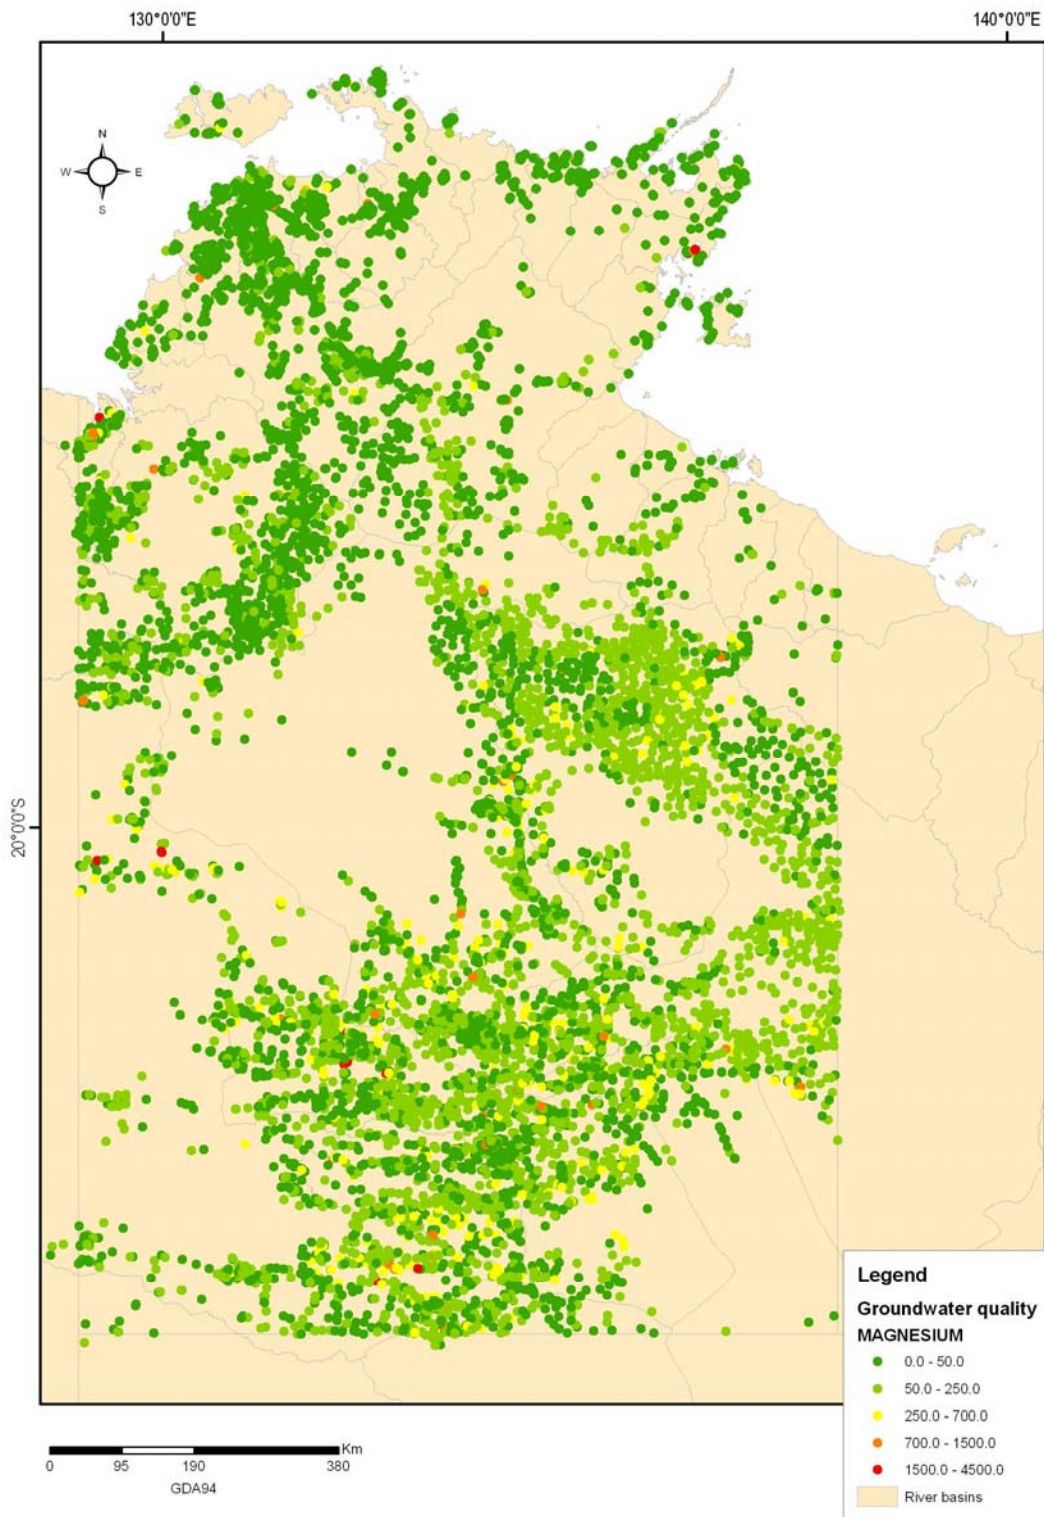 130°0'0"E
140°0'0"E
N
W
E
S
20°0'0"S
Legend
Groundwater quality
MAGNESIUM
0.0 - 50.0
50.0 - 250.0
250.0 - 700.0
700.0 - 1500.0
1500.0 - 4500.0
River basins
Km
0
95
190
380
GDA94